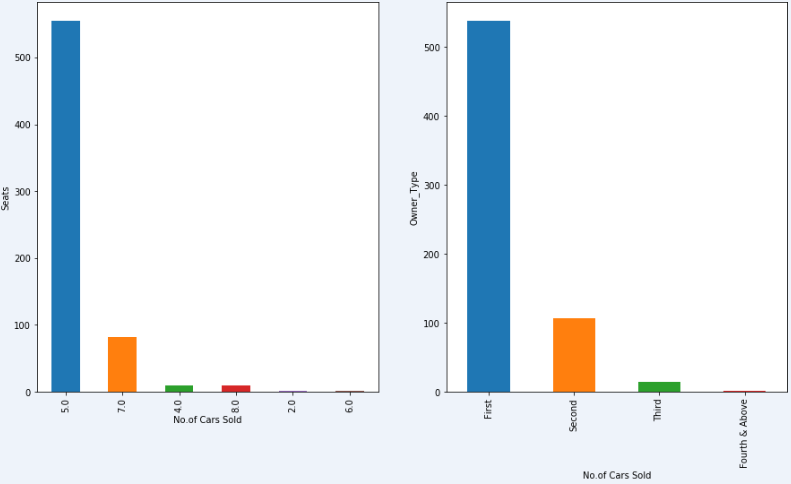 500
400
300
200
100
0
Seats
5.0
7.0
4.0
8.0
2.0
6.0
No.of Cars Sold
500
400
300
200
100
0
Owner_Type
First
Second
Third
Fourth & Above
No.of Cars Sold